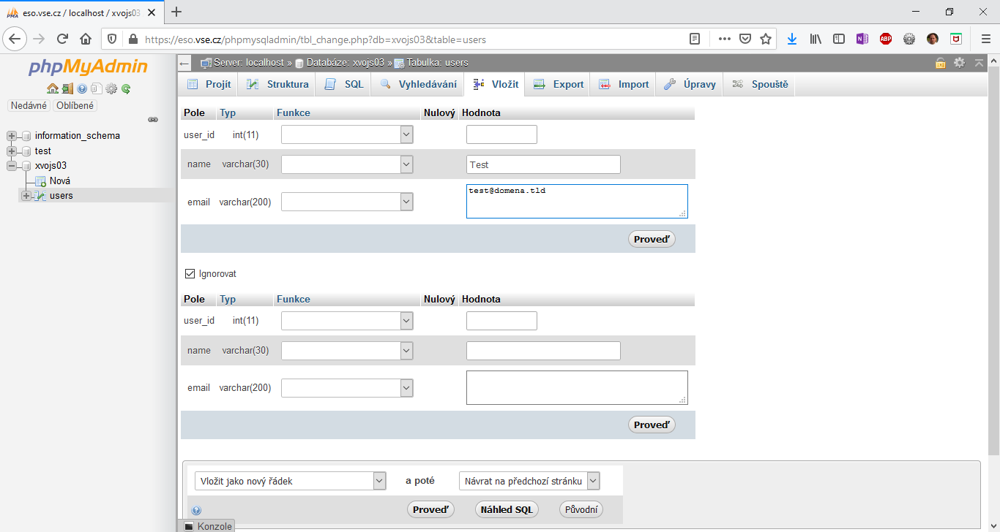 eso.vse.cz / localhost / xvojs03
https://eso.vse.cz/phpmysqladmin/tbl_change.php?db=xvojs03&table=users
phpMyAdmin
Nedávné Oblíbené
information_schema
test
xvojs03
Nová
users
Server: localhost » Databáze: xvojs03 » Tabulka: users
Projít Struktura SQL Vyhledávání Vložit Export Import Úpravy Spouště
Pole Typ Funkce Nulový Hodnota
user_id int(11)
name varchar(30) Test
email varchar(200) test@domena.tld
Proveď
Ignorovat
Pole Typ Funkce Nulový Hodnota
user_id int(11)
name varchar(30)
email varchar(200)
Proveď
Vložit jako nový řádek a poté Návrat na předchozí stránku
Proveď Náhled SQL Původní
Konzole